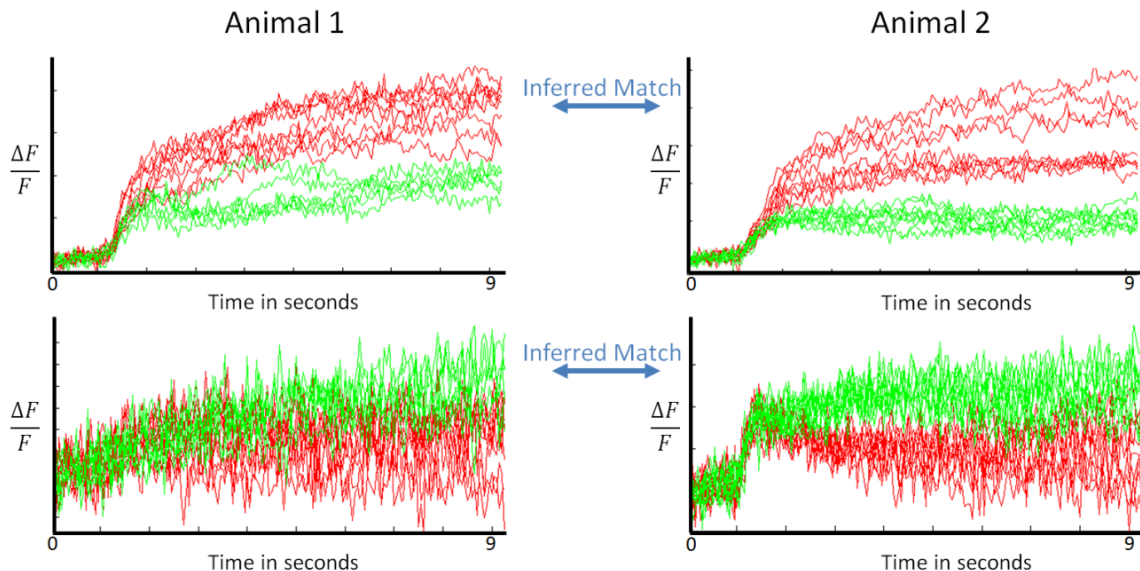 Animal 1
Animal 2
Inferred Match
ΔF
F
ΔF
F
0
9
0
9
Time in seconds
Time in seconds
Inferred Match
ΔF
F
ΔF
F
0
9
0
9
Time in seconds
Time in seconds